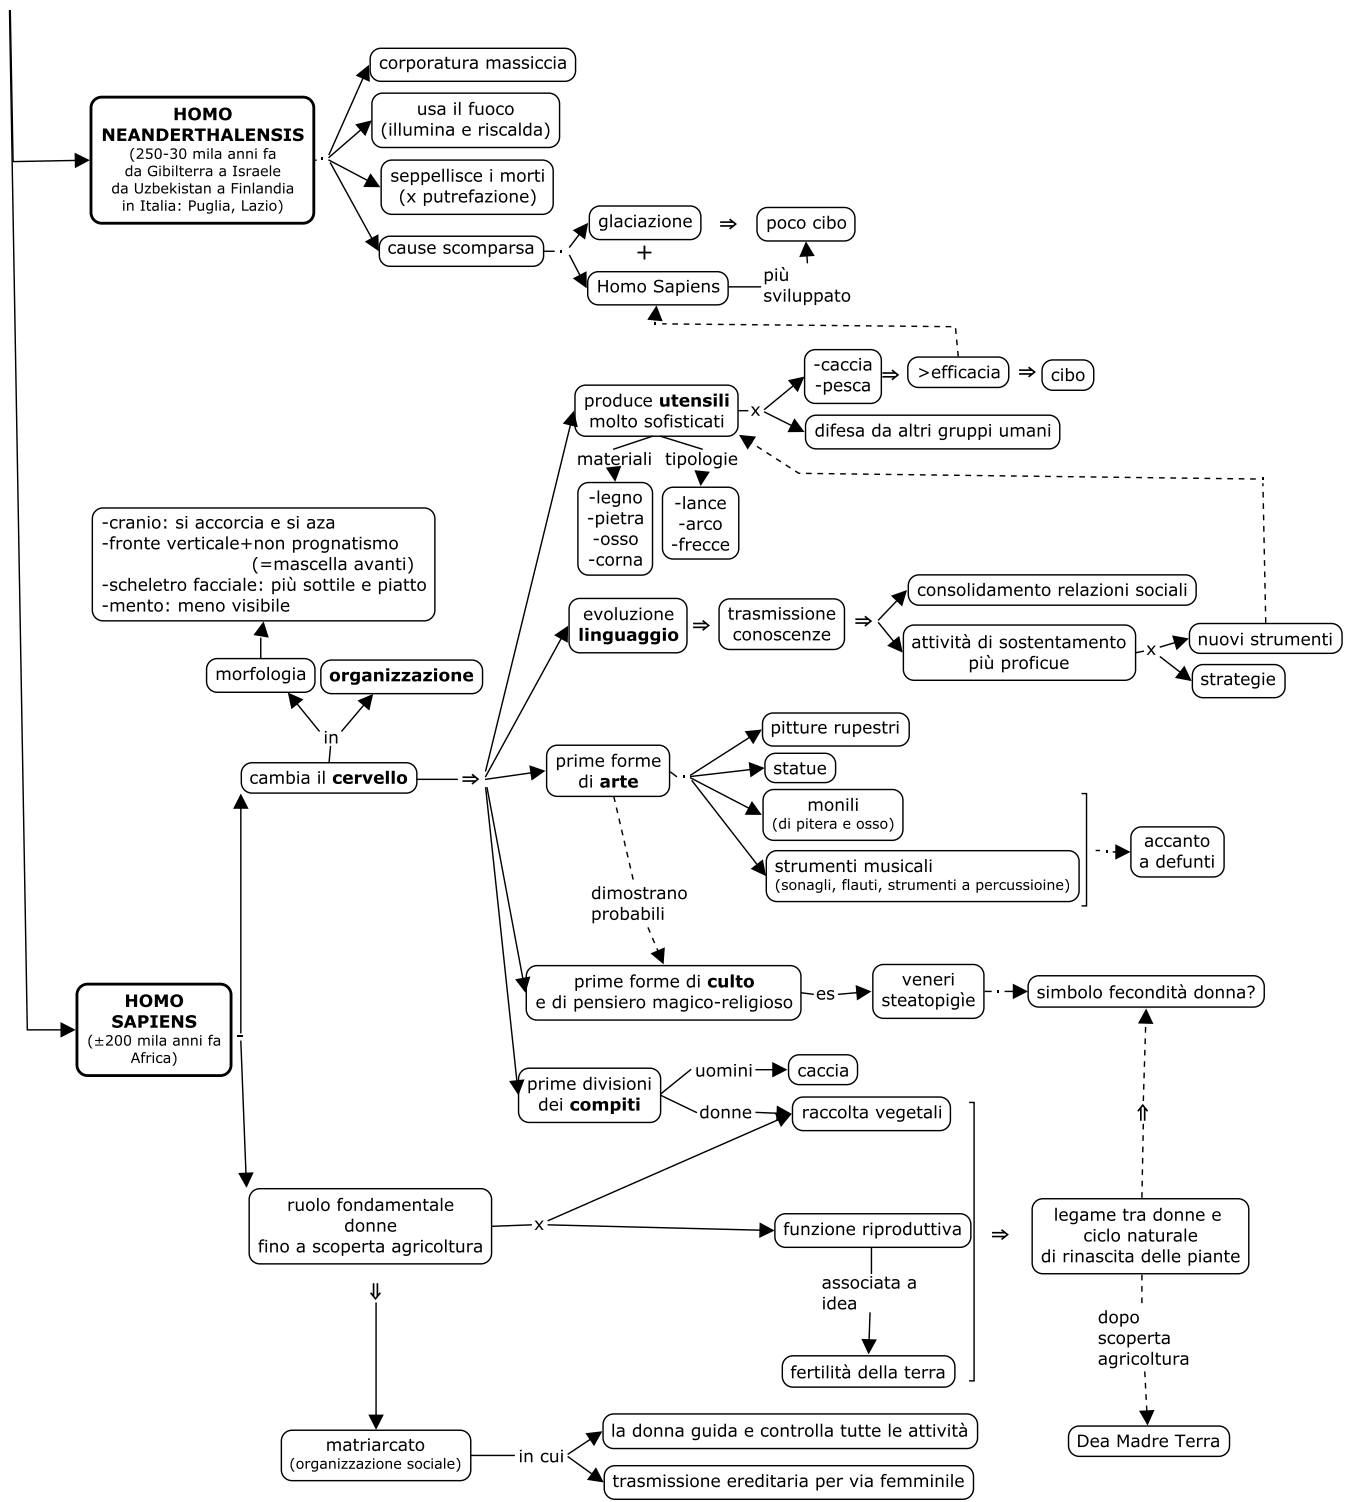 corporatura massiccia
HOMO
NEANDERTHALENSIS
(250-30 mila anni fa
da Gibilterra a Israele
da Uzbekistan a Finlandia
in Italia: Puglia, Lazio)
usa il fuoco
(illumina e riscalda)
seppellisce i morti
(x putrefazione)
cause scomparsa
glaciazione
⇒
poco cibo
+
Homo Sapiens
più
sviluppato
produce utensili
molto sofisticati
x
-caccia
-pesca
⇒
>efficacia
⇒
cibo
difesa da altri gruppi umani
materiali
tipologie
-legno
-pietra
-osso
-corna
-lance
-arco
-frecce
-cranio: si accorcia e si aza
-fronte verticale+non prognatismo
(=mascella avanti)
-scheletro facciale: più sottile e piatto
-mento: meno visibile
morfologia
organizzazione
in
cambia il cervello
⇒
evoluzione
linguaggio
⇒
trasmissione
conoscenze
⇒
consolidamento relazioni sociali
attività di sostentamento
più proficue
x
nuovi strumenti
strategie
prime forme
di arte
pitture rupestri
statue
monili
(di pitera e osso)
strumenti musicali
(sonagli, flauti, strumenti a percussioine)
accanto
a defunti
dimostrano
probabili
prime forme di culto
e di pensiero magico-religioso
es
veneri
steatopigìe
simbolo fecondità donna?
HOMO
SAPIENS
(±200 mila anni fa
Africa)
prime divisioni
dei compiti
uomini
caccia
donne
raccolta vegetali
ruolo fondamentale
donne
fino a scoperta agricoltura
x
funzione riproduttiva
associata a
idea
fertilità della terra
⇒
legame tra donne e
ciclo naturale
di rinascita delle piante
⇑
dopo
scoperta
agricoltura
Dea Madre Terra
⇓
matriarcato
(organizzazione sociale)
in cui
la donna guida e controlla tutte le attività
trasmissione ereditaria per via femminile